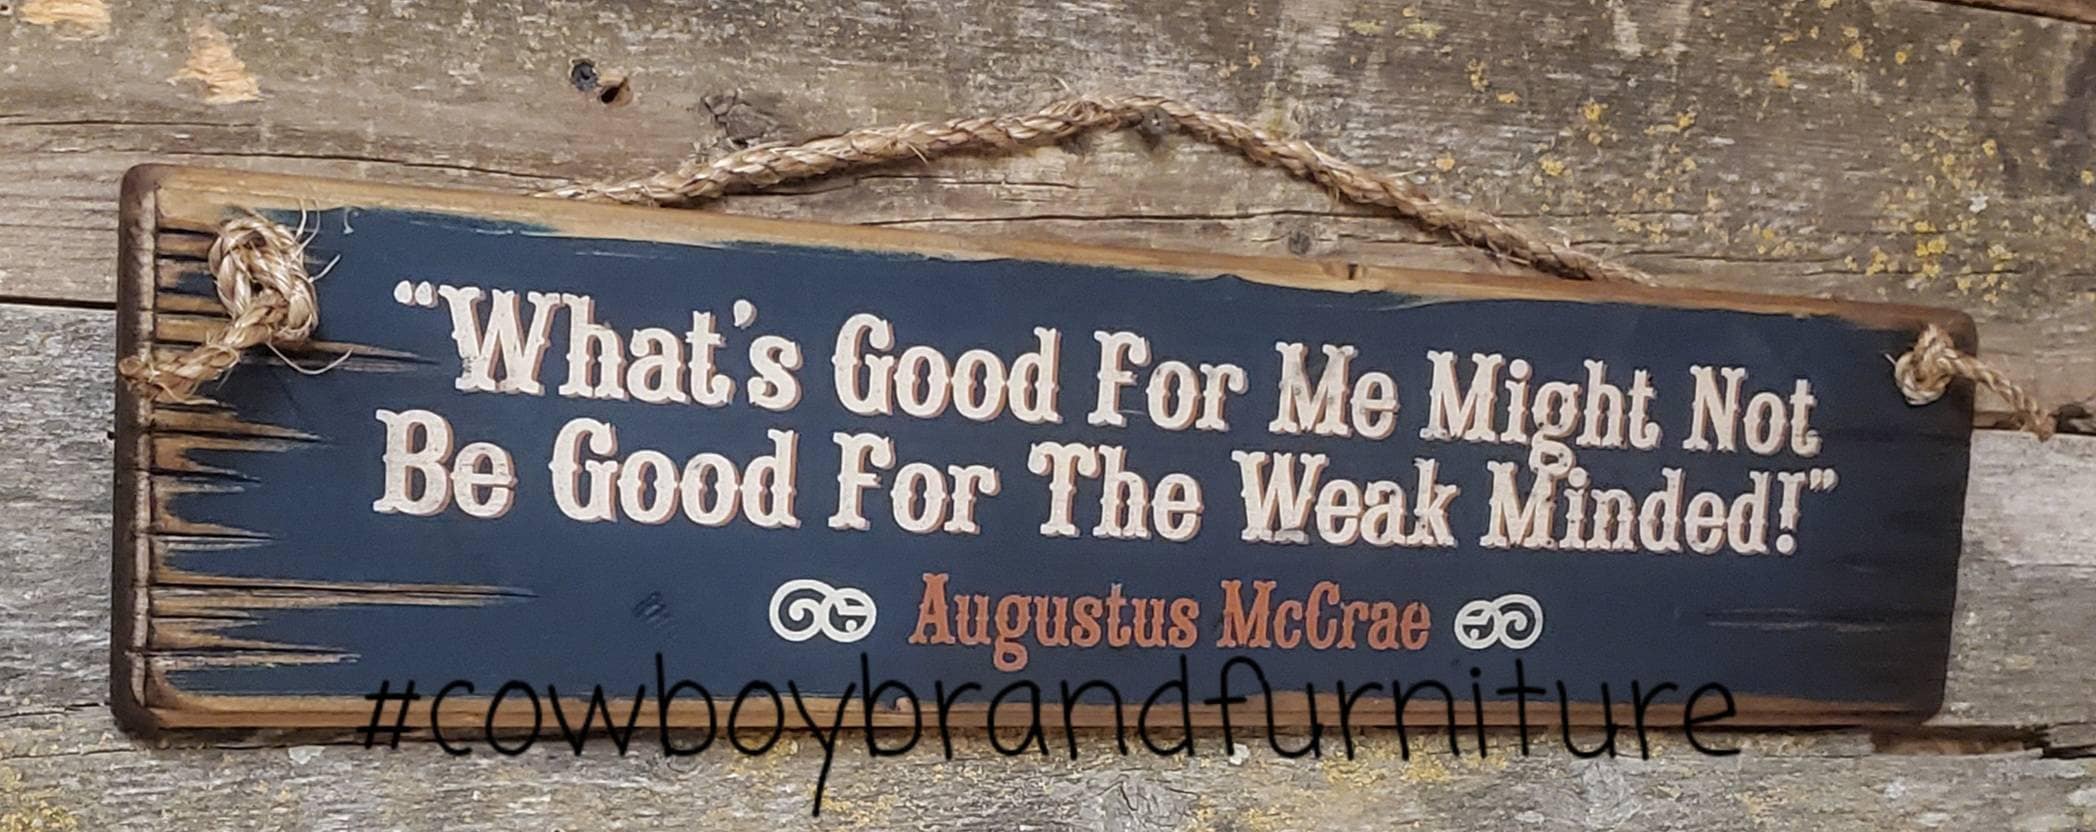 “What’s Good For Me Might Not
Be Good For The Weak Minded!”
Augustus McCrae
#cowboybrandfurniture